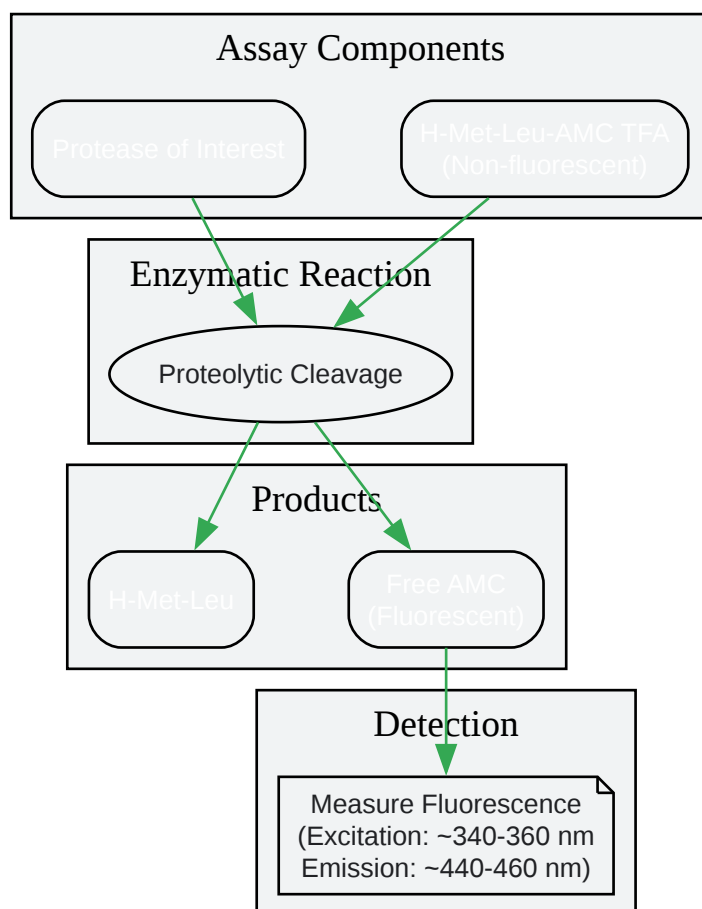 Assay Components
Protease of Interest
H-Met-Leu-AMC TFA
(Non-fluorescent)
Enzymatic Reaction
Proteolytic Cleavage
Products
H-Met-Leu
Free AMC
(Fluorescent)
Detection
Measure Fluorescence
(Excitation: ~340-360 nm
Emission: ~440-460 nm)